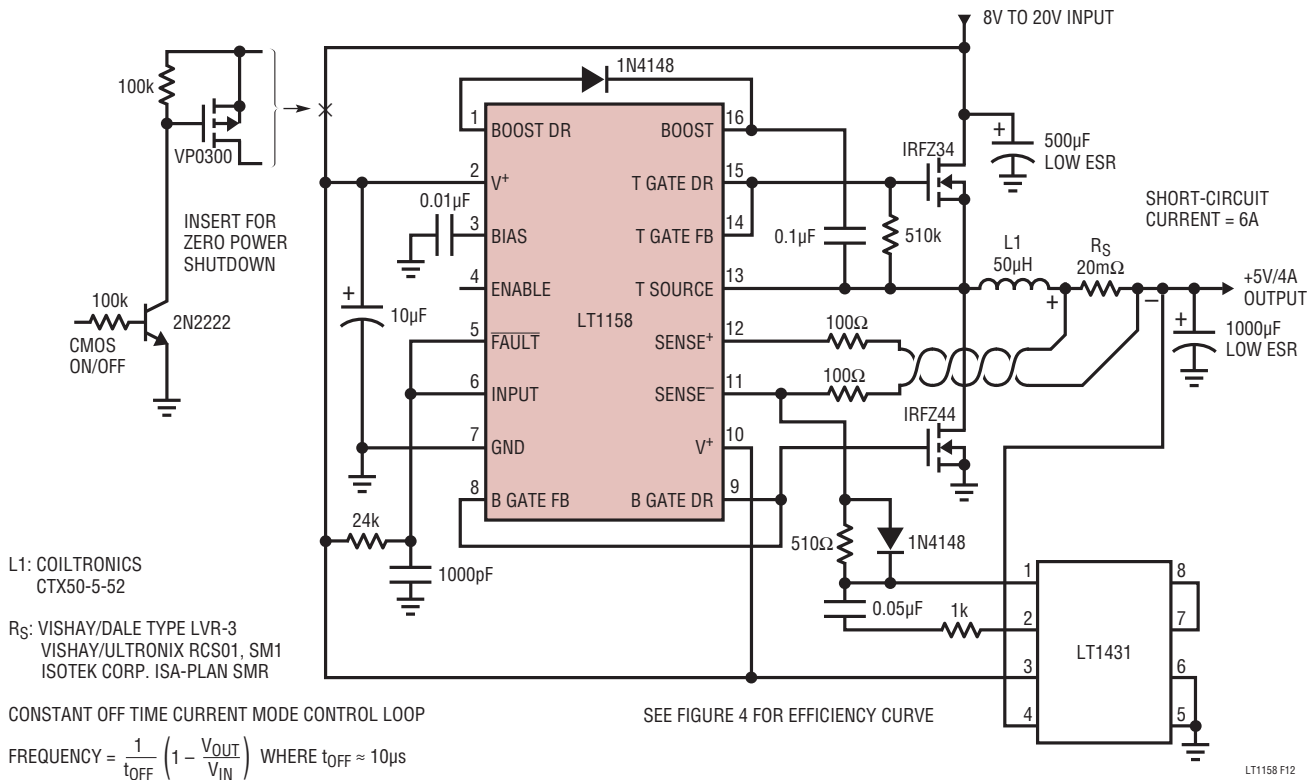 8V TO 20V INPUT
1N4148
100k
VP0300
INSERT FOR
ZERO POWER
SHUTDOWN
100k
2N2222
CMOS
ON/OFF
1
BOOST DR
2
V+
0.01µF
3
BIAS
4
ENABLE
+
10µF
5
FAULT
6
INPUT
7
GND
8
B GATE FB
LT1158
16
BOOST
15
T GATE DR
14
T GATE FB
13
T SOURCE
12
SENSE+
11
SENSE–
10
V+
9
B GATE DR
IRFZ34
+
500µF
LOW ESR
0.1µF
510k
SHORT-CIRCUIT
CURRENT = 6A
L1
50µH
RS
20mΩ
+
–
+5V/4A
OUTPUT
+
1000µF
LOW ESR
100Ω
100Ω
IRFZ44
24k
1000pF
510Ω
1N4148
0.05µF
1k
1
2
3
4
LT1431
8
7
6
5
L1: COILTRONICS
CTX50-5-52
RS: VISHAY/DALE TYPE LVR-3
VISHAY/ULTRONIX RCS01, SM1
ISOTEK CORP. ISA-PLAN SMR
CONSTANT OFF TIME CURRENT MODE CONTROL LOOP
FREQUENCY = 1/tOFF (1 – VOUT/VIN) WHERE tOFF ≈ 10µs
SEE FIGURE 4 FOR EFFICIENCY CURVE
LT1158 F12